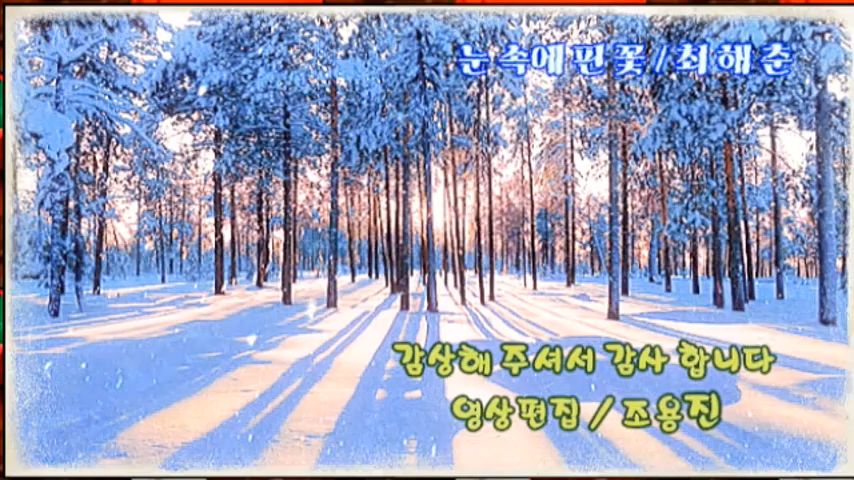 눈 속에 핀 꽃 / 최 해 춘
감상해 주셔서 감사 합니다
영상편집 / 조용진